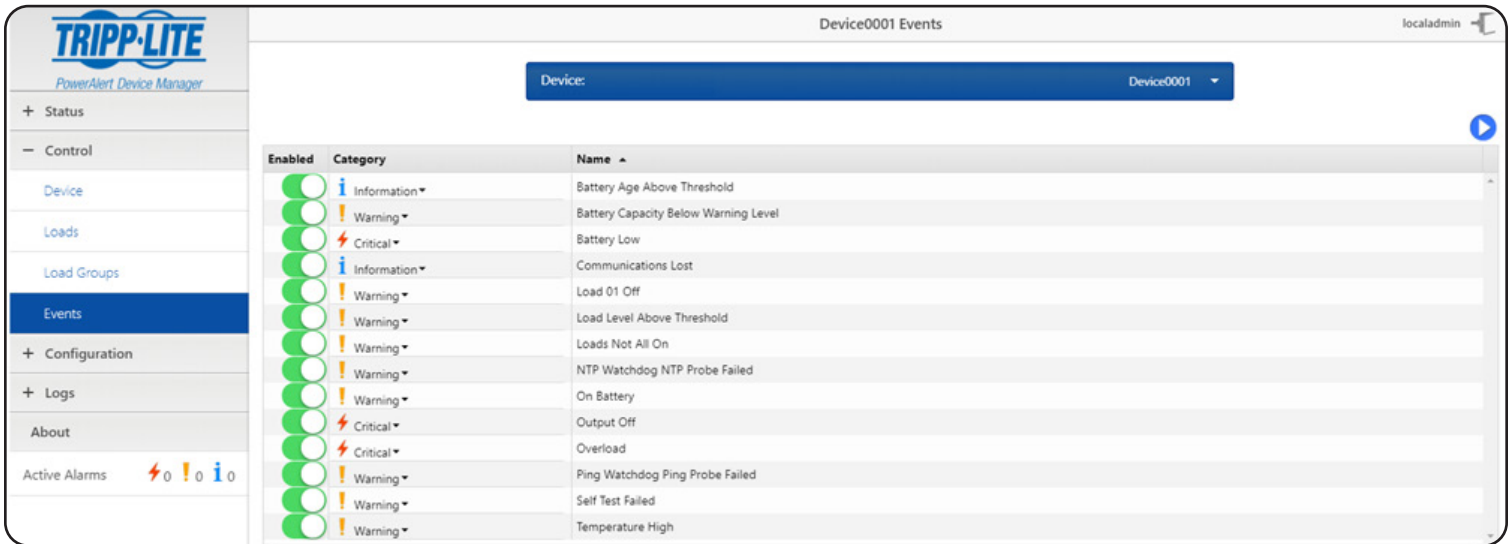 TRIPP·LITE
PowerAlert Device Manager
Device0001 Events
localadmin
Device: Device0001
+ Status
− Control
Device
Loads
Load Groups
Events
+ Configuration
+ Logs
About
Active Alarms 0 0 0
Enabled Category Name
Information Battery Age Above Threshold
Warning Battery Capacity Below Warning Level
Critical Battery Low
Information Communications Lost
Warning Load 01 Off
Warning Load Level Above Threshold
Warning Loads Not All On
Warning NTP Watchdog NTP Probe Failed
Warning On Battery
Critical Output Off
Critical Overload
Warning Ping Watchdog Ping Probe Failed
Warning Self Test Failed
Warning Temperature High